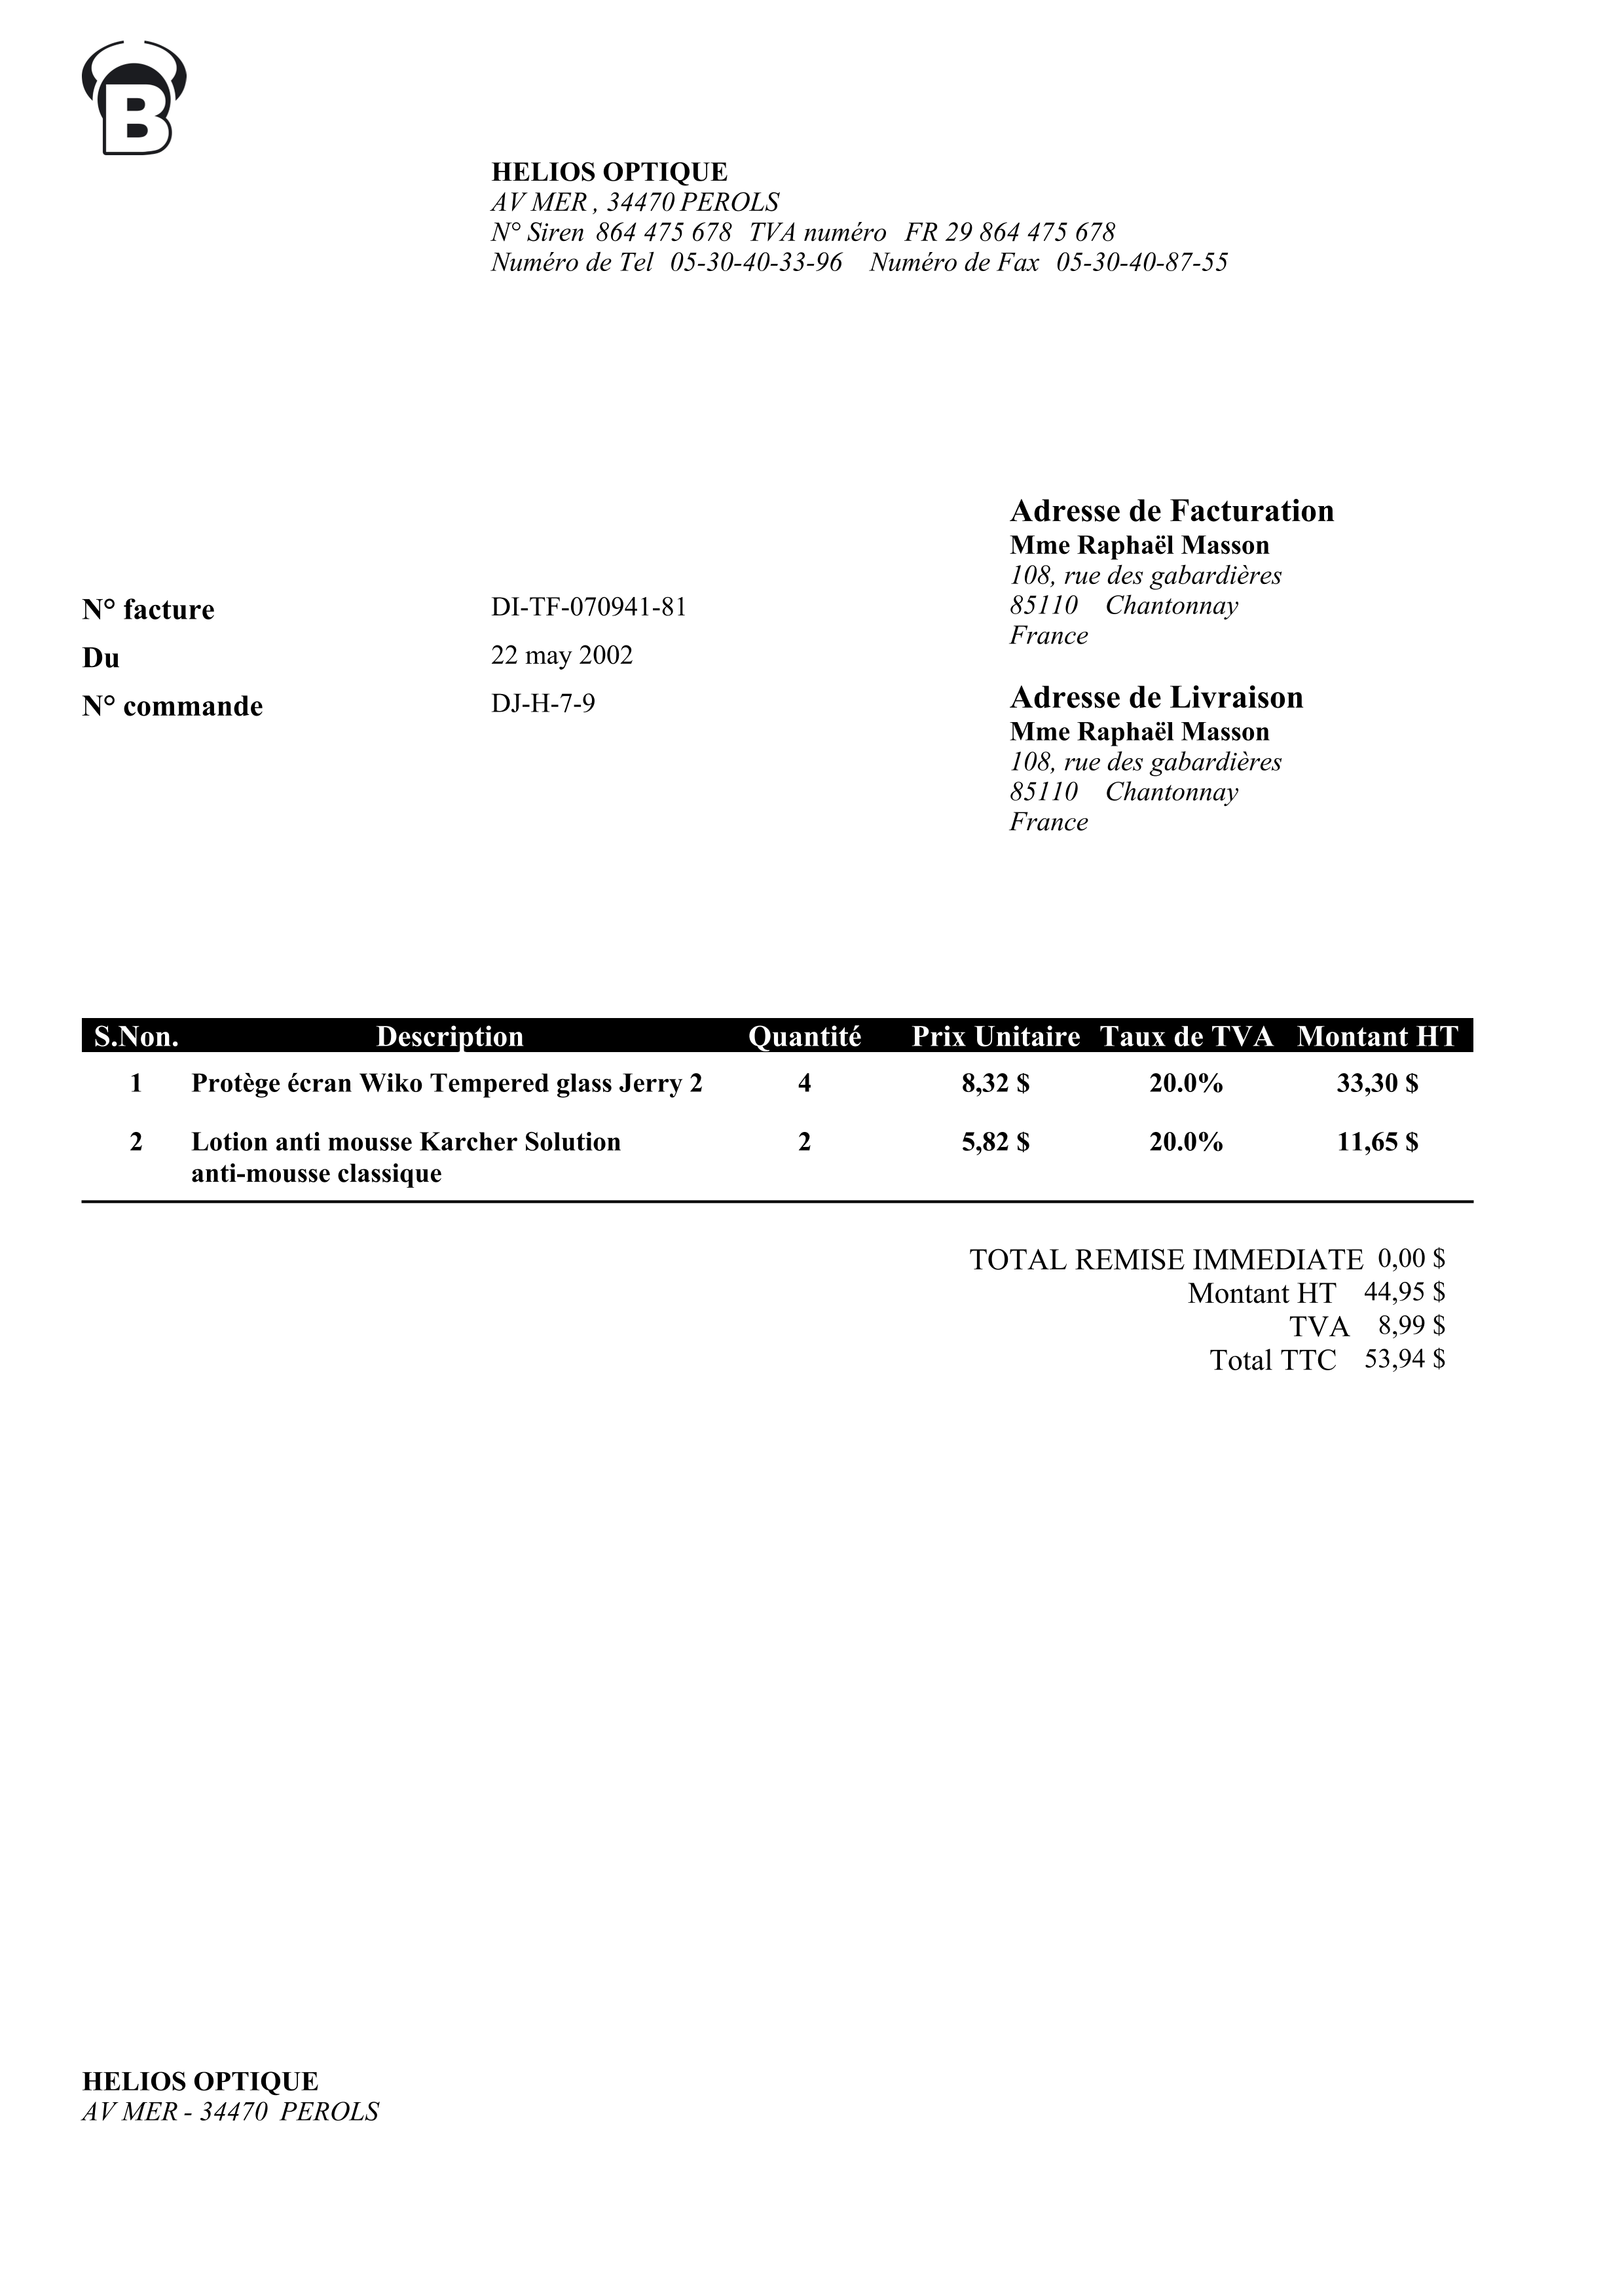 B
HELIOS OPTIQUE
AV MER , 34470 PEROLS
N° Siren 864 475 678 TVA numéro FR 29 864 475 678
Numéro de Tel 05-30-40-33-96 Numéro de Fax 05-30-40-87-55
N° facture DI-TF-070941-81
Du 22 may 2002
N° commande DJ-H-7-9
Adresse de Facturation
Mme Raphaël Masson
108, rue des gabardières
85110 Chantonnay
France
Adresse de Livraison
Mme Raphaël Masson
108, rue des gabardières
85110 Chantonnay
France
S.Non. Description Quantité Prix Unitaire Taux de TVA Montant HT
1 Protège écran Wiko Tempered glass Jerry 2 4 8,32 $ 20.0% 33,30 $
2 Lotion anti mousse Karcher Solution 2 5,82 $ 20.0% 11,65 $
anti-mousse classique
TOTAL REMISE IMMEDIATE 0,00 $
Montant HT 44,95 $
TVA 8,99 $
Total TTC 53,94 $
HELIOS OPTIQUE
AV MER - 34470 PEROLS